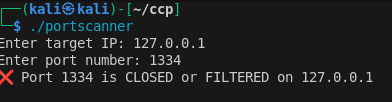 ┌──(kali㉿kali)-[~/ccp]
└─$ ./portscanner
Enter target IP: 127.0.0.1
Enter port number: 1334
❌ Port 1334 is CLOSED or FILTERED on 127.0.0.1